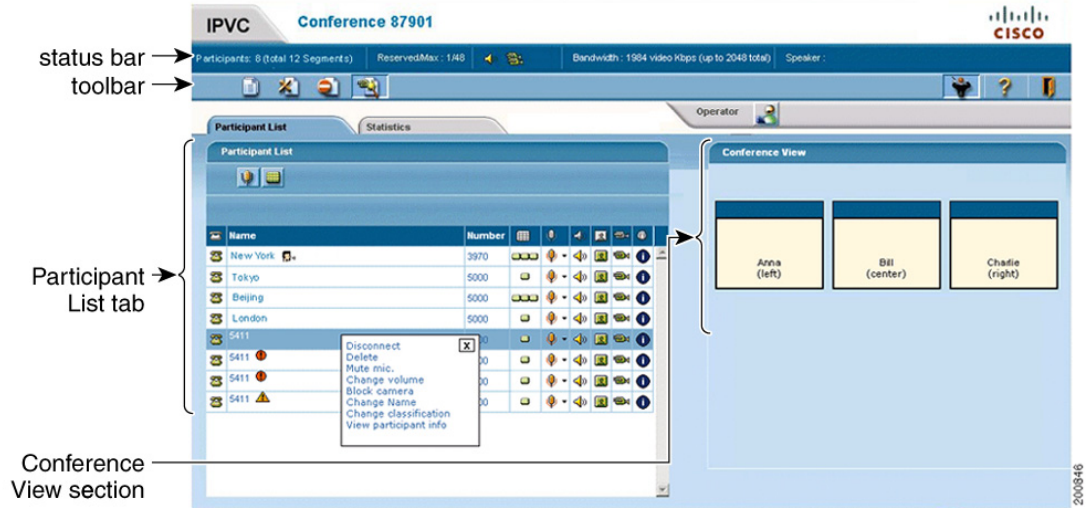 IPVC
Conference 87901
CISCO
status bar
Participants: 8 (total 12 Segments)
Reserved/Max : 1/48
Bandwidth : 1984 video Kbps (up to 2048 total)
Speaker :
toolbar
Operator
Participant List
Statistics
Participant List
Conference View
Name
Number
New York
3970
Tokyo
5000
Beijing
5000
London
5000
5411
5411
5411
5411
Disconnect
X
Delete
Mute mic.
Change volume
Block camera
Change Name
Change classification
View participant info
Anna
(left)
Bill
(center)
Charlie
(right)
Participant
List tab
Conference
View section
200846